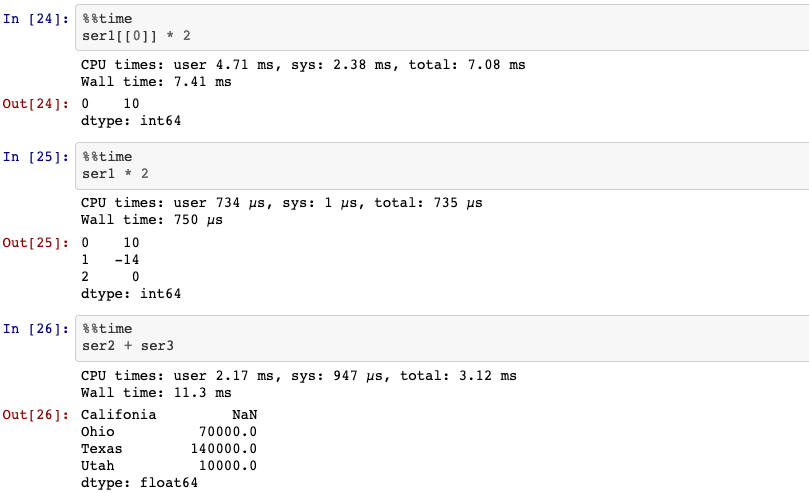 In [24]: %%time
ser1[[0]] * 2
CPU times: user 4.71 ms, sys: 2.38 ms, total: 7.08 ms
Wall time: 7.41 ms
Out[24]: 0    10
dtype: int64
In [25]: %%time
ser1 * 2
CPU times: user 734 µs, sys: 1 µs, total: 735 µs
Wall time: 750 µs
Out[25]: 0    10
1   -14
2     0
dtype: int64
In [26]: %%time
ser2 + ser3
CPU times: user 2.17 ms, sys: 947 µs, total: 3.12 ms
Wall time: 11.3 ms
Out[26]: Califonia         NaN
Ohio          70000.0
Texas        140000.0
Utah          10000.0
dtype: float64